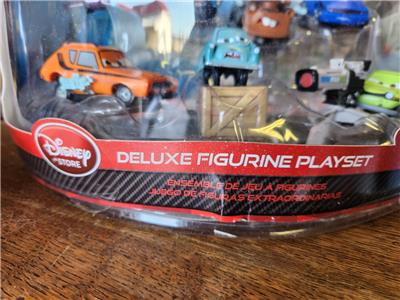 Disney
STORE
DELUXE FIGURINE PLAYSET
ENSEMBLE DE JEU À FIGURINES
JUEGO DE FIGURAS EXTRAORDINARIAS